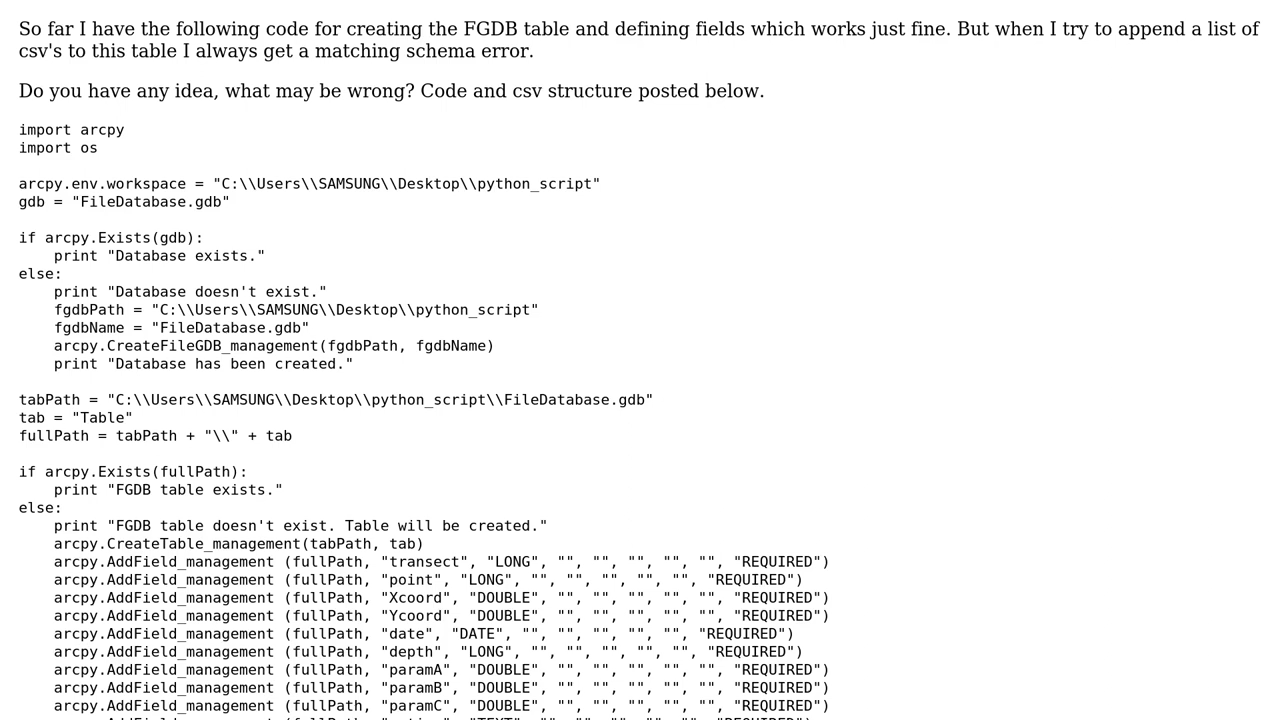 So far I have the following code for creating the FGDB table and defining fields which works just fine. But when I try to append a list of
csv's to this table I always get a matching schema error.
Do you have any idea, what may be wrong? Code and csv structure posted below.
import arcpy
import os
arcpy.env.workspace = "C:\\Users\\SAMSUNG\\Desktop\\python_script"
gdb = "FileDatabase.gdb"
if arcpy.Exists(gdb):
    print "Database exists."
else:
    print "Database doesn't exist."
    fgdbPath = "C:\\Users\\SAMSUNG\\Desktop\\python_script"
    fgdbName = "FileDatabase.gdb"
    arcpy.CreateFileGDB_management(fgdbPath, fgdbName)
    print "Database has been created."
tabPath = "C:\\Users\\SAMSUNG\\Desktop\\python_script\\FileDatabase.gdb"
tab = "Table"
fullPath = tabPath + "\\" + tab
if arcpy.Exists(fullPath):
    print "FGDB table exists."
else:
    print "FGDB table doesn't exist. Table will be created."
    arcpy.CreateTable_management(tabPath, tab)
    arcpy.AddField_management (fullPath, "transect", "LONG", "", "", "", "", "", "REQUIRED")
    arcpy.AddField_management (fullPath, "point", "LONG", "", "", "", "", "", "REQUIRED")
    arcpy.AddField_management (fullPath, "Xcoord", "DOUBLE", "", "", "", "", "", "REQUIRED")
    arcpy.AddField_management (fullPath, "Ycoord", "DOUBLE", "", "", "", "", "", "REQUIRED")
    arcpy.AddField_management (fullPath, "date", "DATE", "", "", "", "", "", "REQUIRED")
    arcpy.AddField_management (fullPath, "depth", "LONG", "", "", "", "", "", "REQUIRED")
    arcpy.AddField_management (fullPath, "paramA", "DOUBLE", "", "", "", "", "", "REQUIRED")
    arcpy.AddField_management (fullPath, "paramB", "DOUBLE", "", "", "", "", "", "REQUIRED")
    arcpy.AddField_management (fullPath, "paramC", "DOUBLE", "", "", "", "", "", "REQUIRED")